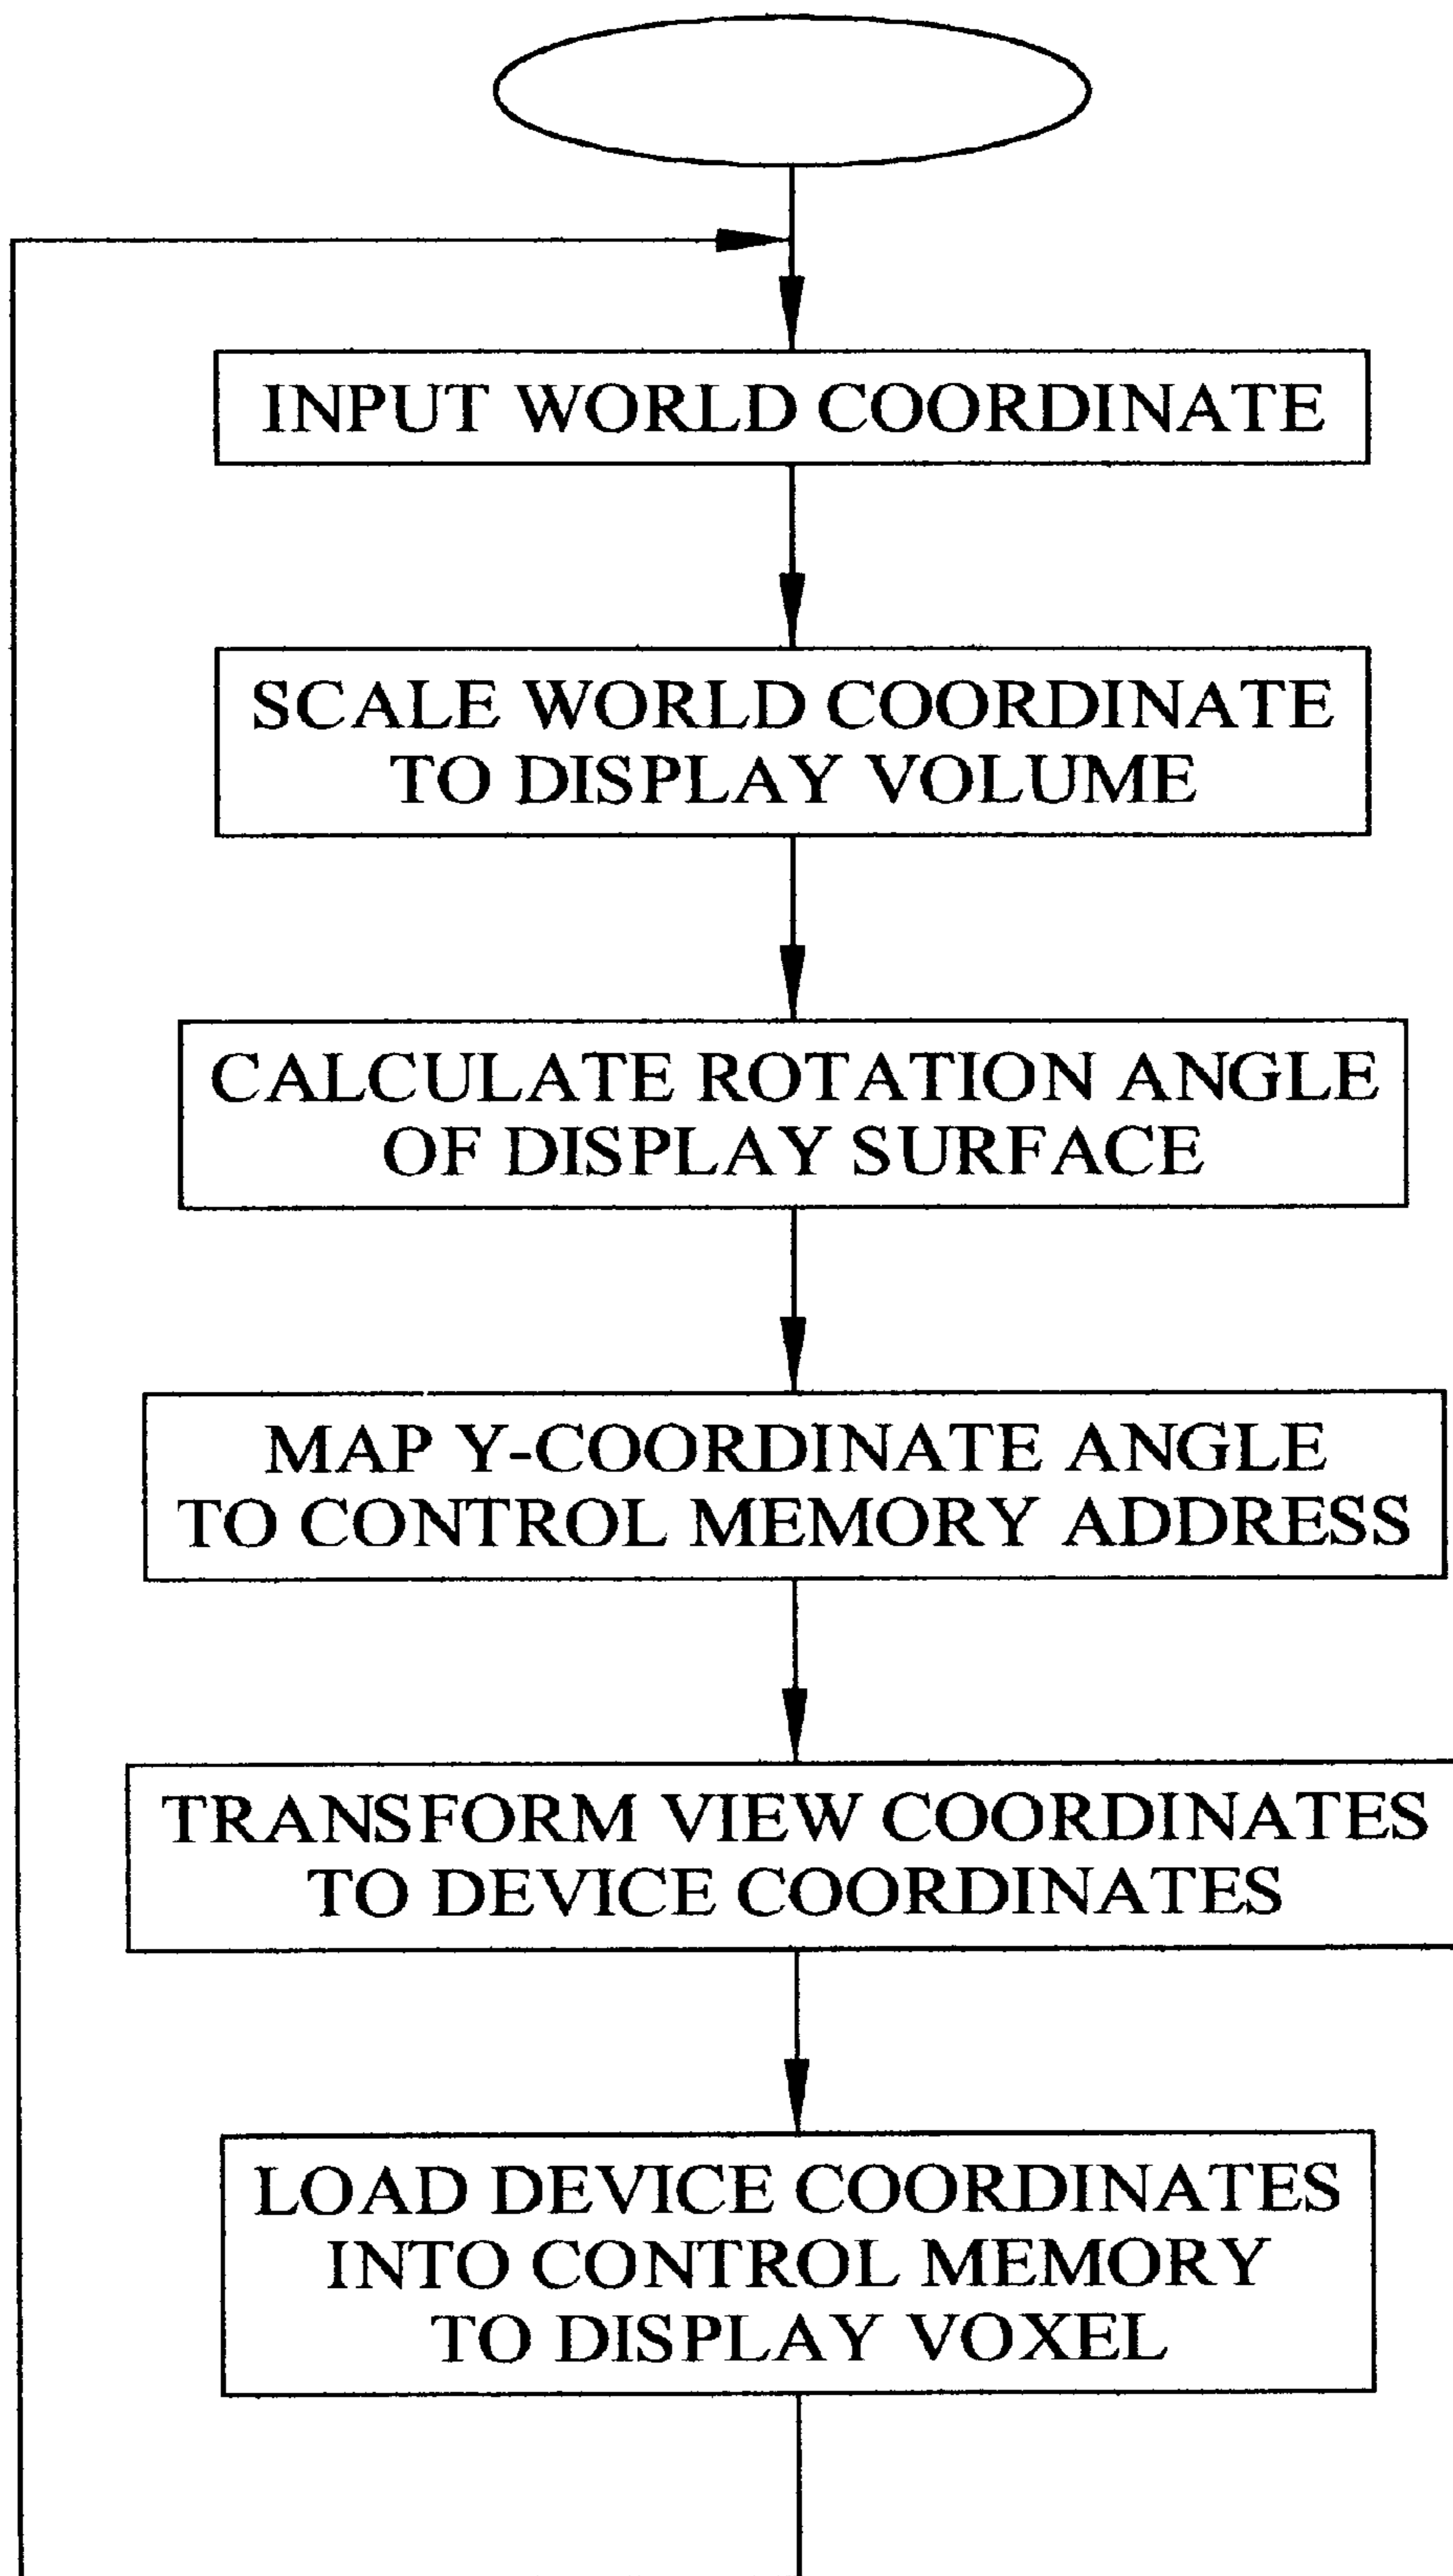 INPUT WORLD COORDINATE
SCALE WORLD COORDINATE
TO DISPLAY VOLUME
CALCULATE ROTATION ANGLE
OF DISPLAY SURFACE
MAP Y-COORDINATE ANGLE
TO CONTROL MEMORY ADDRESS
TRANSFORM VIEW COORDINATES
TO DEVICE COORDINATES
LOAD DEVICE COORDINATES
INTO CONTROL MEMORY
TO DISPLAY VOXEL